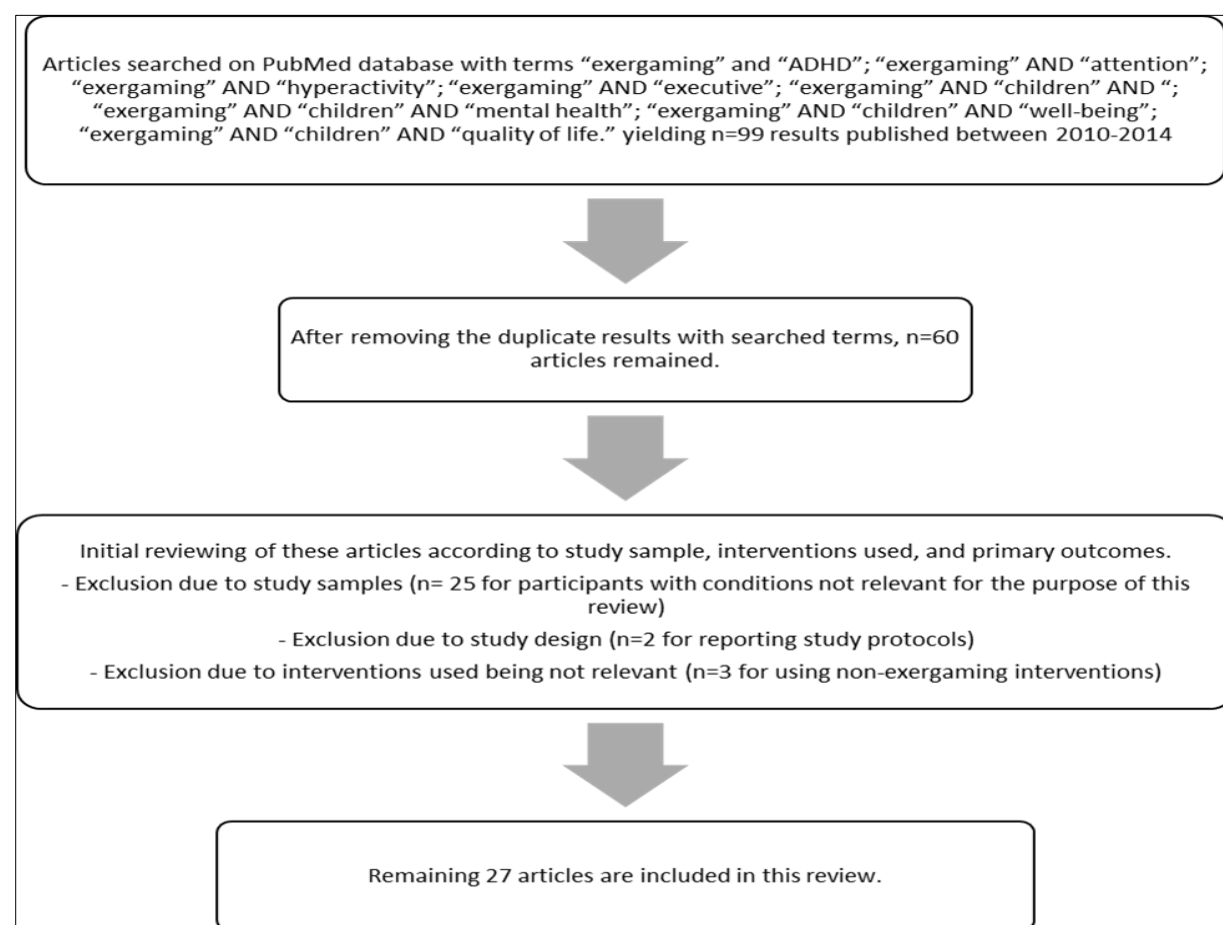 Articles searched on PubMed database with terms “exergaming” and “ADHD”; “exergaming” AND “attention”;
“exergaming” AND “hyperactivity”; “exergaming” AND “executive”; “exergaming” AND “children” AND “;
“exergaming” AND “children” AND “mental health”; “exergaming” AND “children” AND “well-being”;
“exergaming” AND “children” AND “quality of life.” yielding n=99 results published between 2010-2014
After removing the duplicate results with searched terms, n=60
articles remained.
Initial reviewing of these articles according to study sample, interventions used, and primary outcomes.
- Exclusion due to study samples (n= 25 for participants with conditions not relevant for the purpose of this
review)
- Exclusion due to study design (n=2 for reporting study protocols)
- Exclusion due to interventions used being not relevant (n=3 for using non-exergaming interventions)
Remaining 27 articles are included in this review.